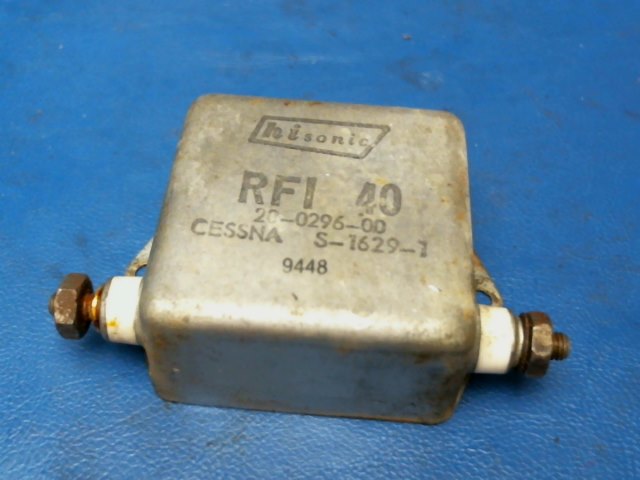 hisonic
RFI 40
20-0296-00
CESSNA S-1629-1
9448